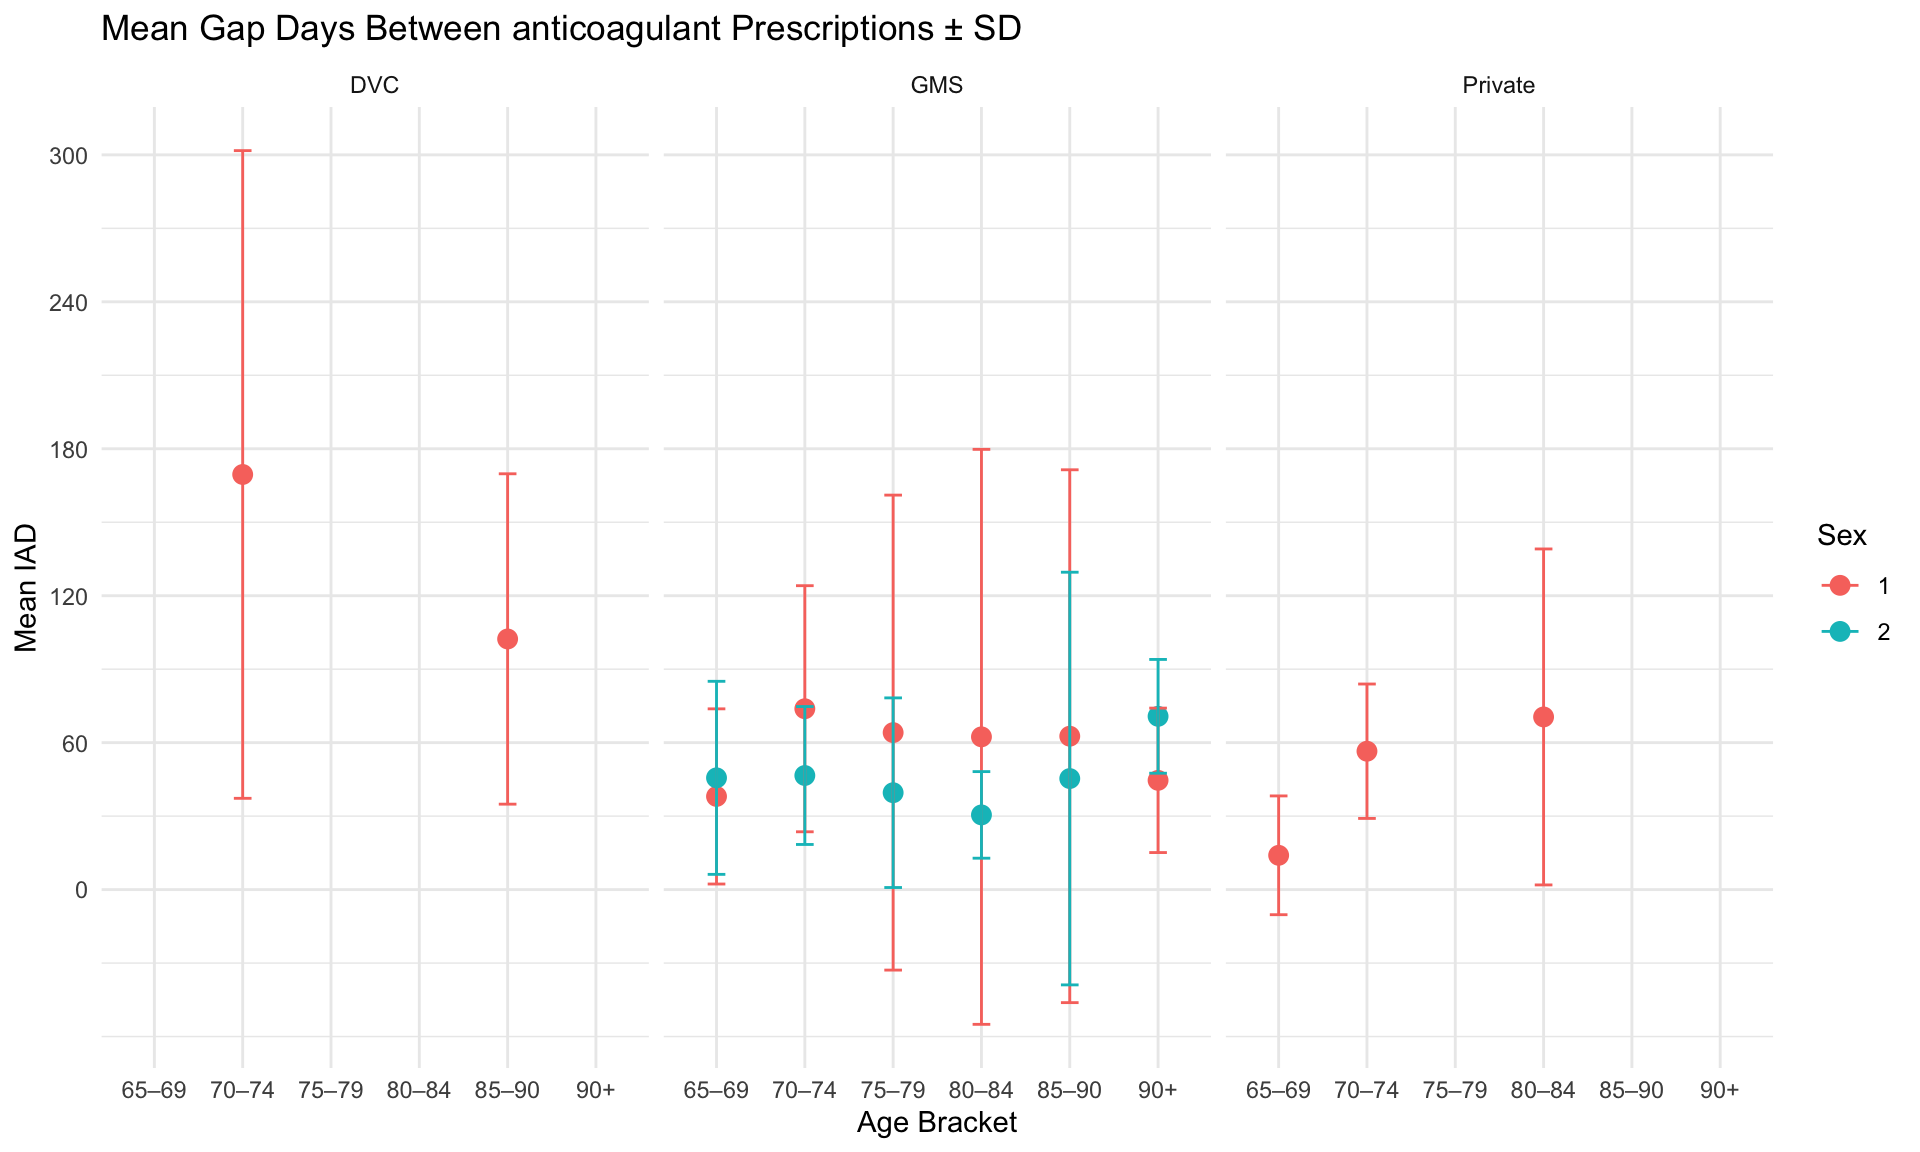 Mean Gap Days Between anticoagulant Prescriptions ± SD
DVC GMS Private
300
240
180
120
60
0
Mean IAD
65–69 70–74 75–79 80–84 85–90 90+ 65–69 70–74 75–79 80–84 85–90 90+ 65–69 70–74 75–79 80–84 85–90 90+
Age Bracket
Sex
1
2